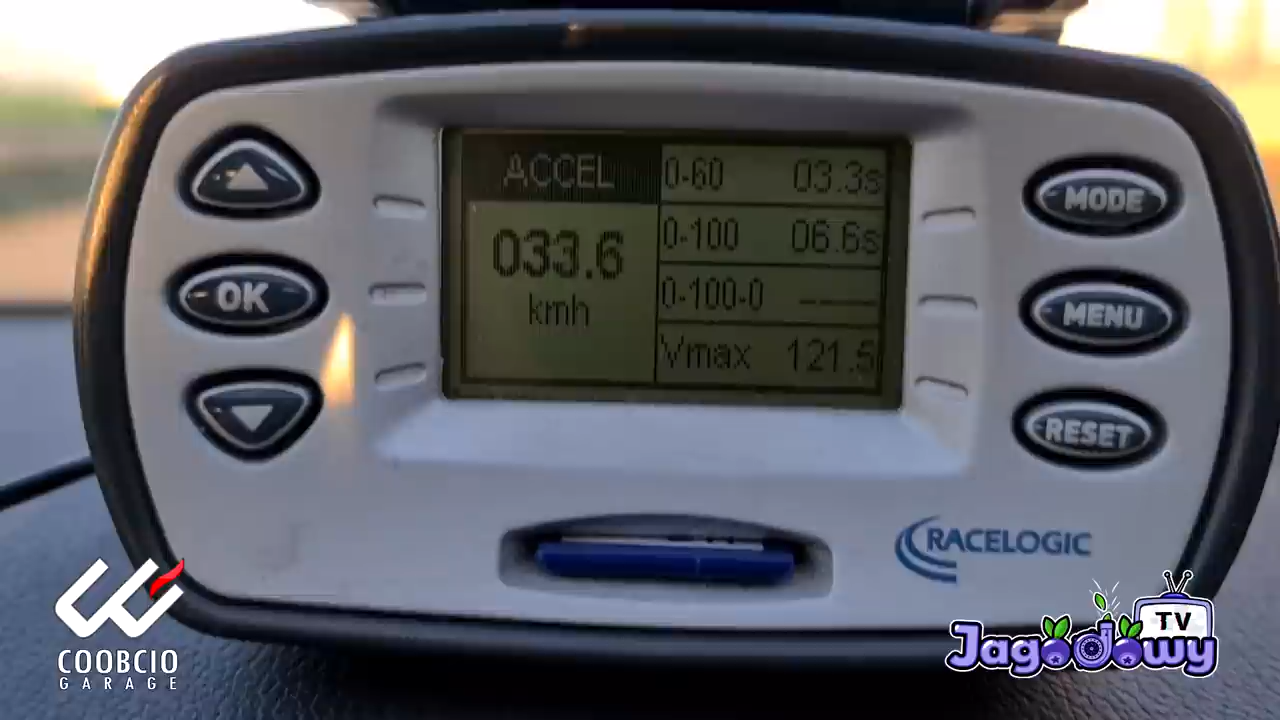 ACCEL
033.6
kmh
0-60 03.3s
0-100 06.6s
0-100-0 -----
Vmax 121.5
OK
MODE
MENU
RESET
RACELOGIC
COOBCIO
GARAGE
TV
Jagodowy